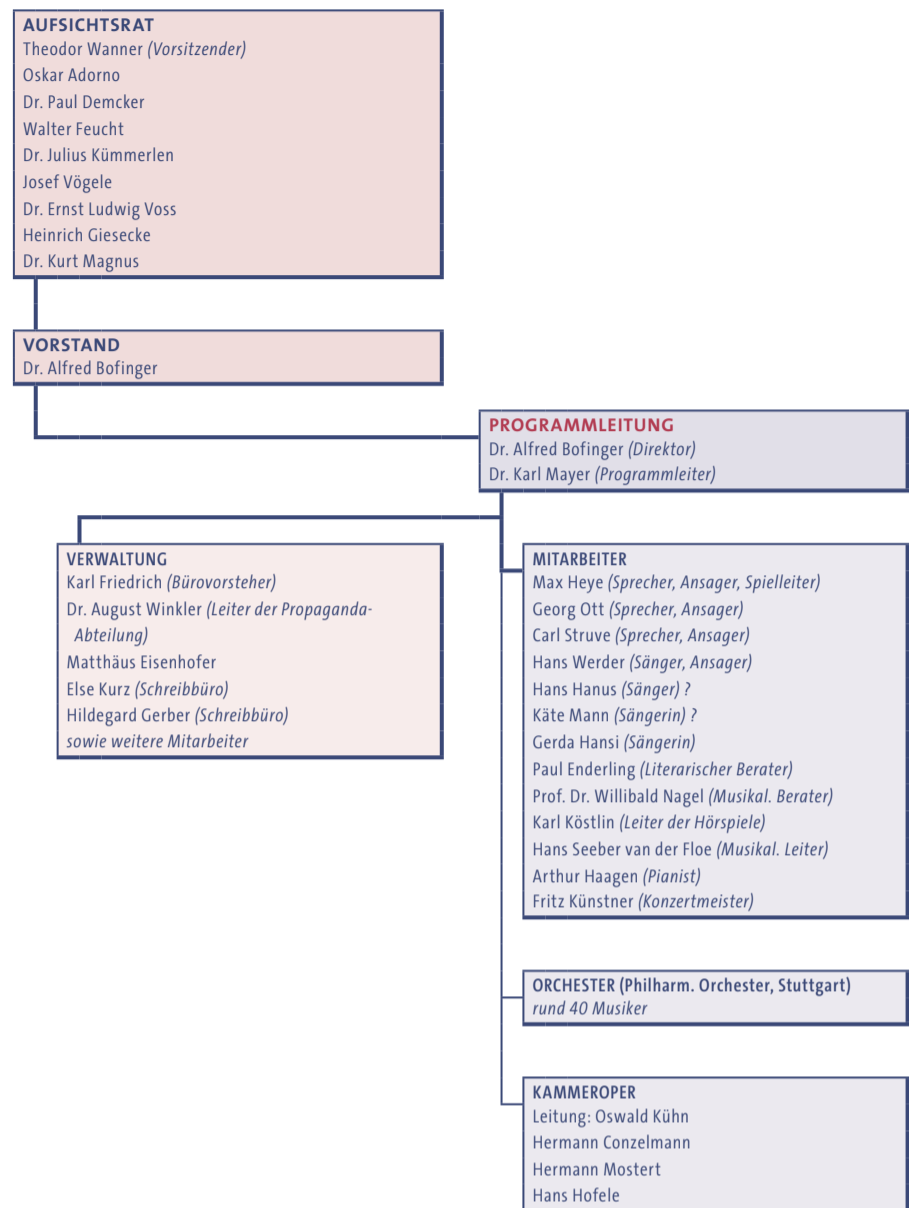 AUFSICHTSRAT
Theodor Wanner (Vorsitzender)
Oskar Adorno
Dr. Paul Demcker
Walter Feucht
Dr. Julius Kümmerlen
Josef Vögele
Dr. Ernst Ludwig Voss
Heinrich Giesecke
Dr. Kurt Magnus
VORSTAND
Dr. Alfred Bofinger
PROGRAMMLEITUNG
Dr. Alfred Bofinger (Direktor)
Dr. Karl Mayer (Programmleiter)
VERWALTUNG
Karl Friedrich (Bürovorsteher)
Dr. August Winkler (Leiter der Propaganda-
Abteilung)
Matthäus Eisenhofer
Else Kurz (Schreibbüro)
Hildegard Gerber (Schreibbüro)
sowie weitere Mitarbeiter
MITARBEITER
Max Heye (Sprecher, Ansager, Spielleiter)
Georg Ott (Sprecher, Ansager)
Carl Struve (Sprecher, Ansager)
Hans Werder (Sänger, Ansager)
Hans Hanus (Sänger) ?
Käte Mann (Sängerin) ?
Gerda Hansi (Sängerin)
Paul Enderling (Literarischer Berater)
Prof. Dr. Willibald Nagel (Musikal. Berater)
Karl Köstlin (Leiter der Hörspiele)
Hans Seeber van der Floe (Musikal. Leiter)
Arthur Haagen (Pianist)
Fritz Künstner (Konzertmeister)
ORCHESTER (Philharm. Orchester, Stuttgart)
rund 40 Musiker
KAMMEROPER
Leitung: Oswald Kühn
Hermann Conzelmann
Hermann Mostert
Hans Hofele